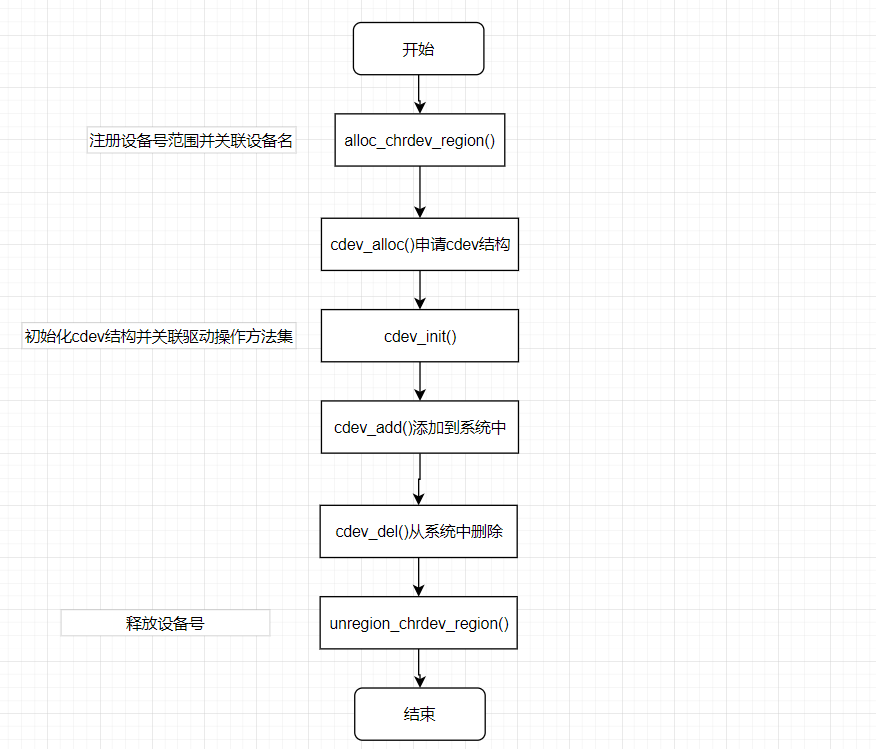 开始
注册设备号范围并关联设备名
alloc_chrdev_region()
cdev_alloc()申请cdev结构
初始化cdev结构并关联驱动操作方法集
cdev_init()
cdev_add()添加到系统中
cdev_del()从系统中删除
释放设备号
unregion_chrdev_region()
结束